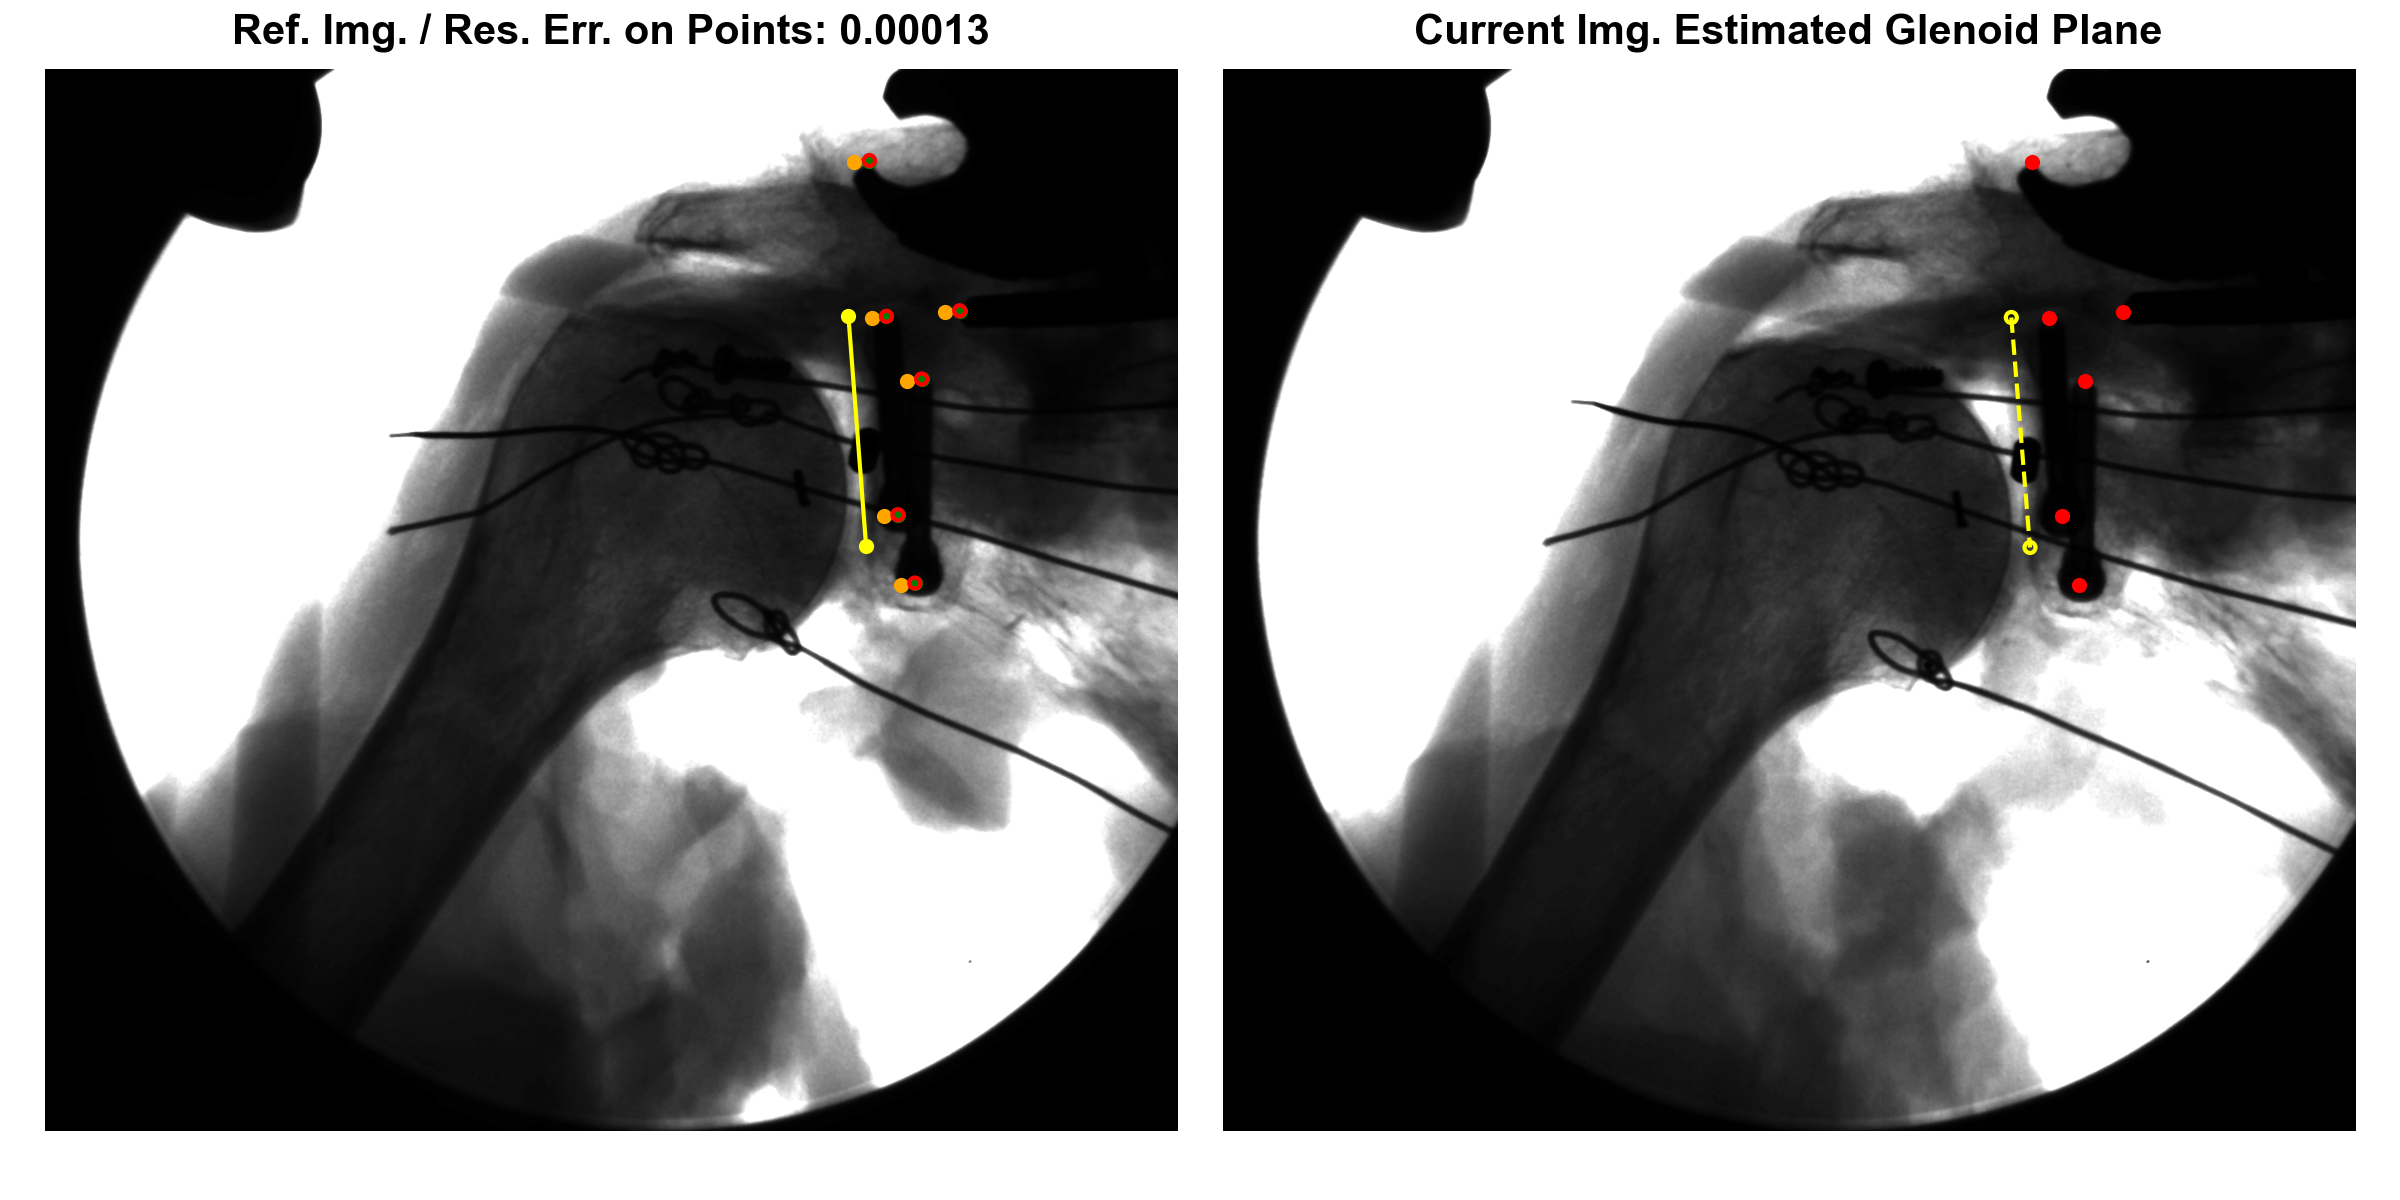 Ref. Img. / Res. Err. on Points: 0.00013
Current Img. Estimated Glenoid Plane